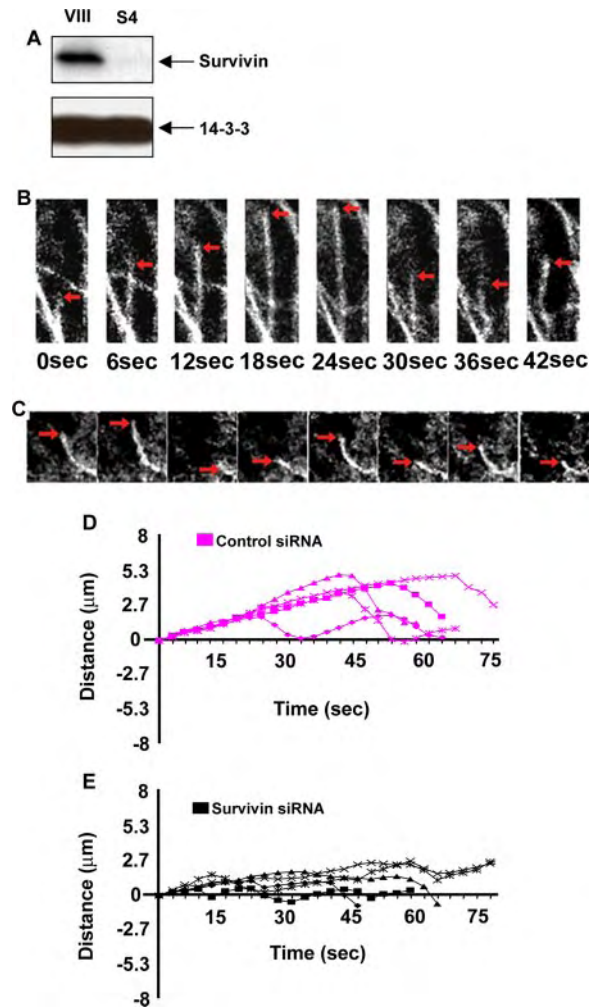 VIII S4
A
Survivin
14-3-3
B
0sec 6sec 12sec 18sec 24sec 30sec 36sec 42sec
C
D
Control siRNA
8
5.3
2.7
0
-2.7
-5.3
-8
15 30 45 60 75
Distance (μm)
Time (sec)
E
Survivin siRNA
8
5.3
2.7
0
-2.7
-5.3
-8
15 30 45 60 75
Distance (μm)
Time (sec)